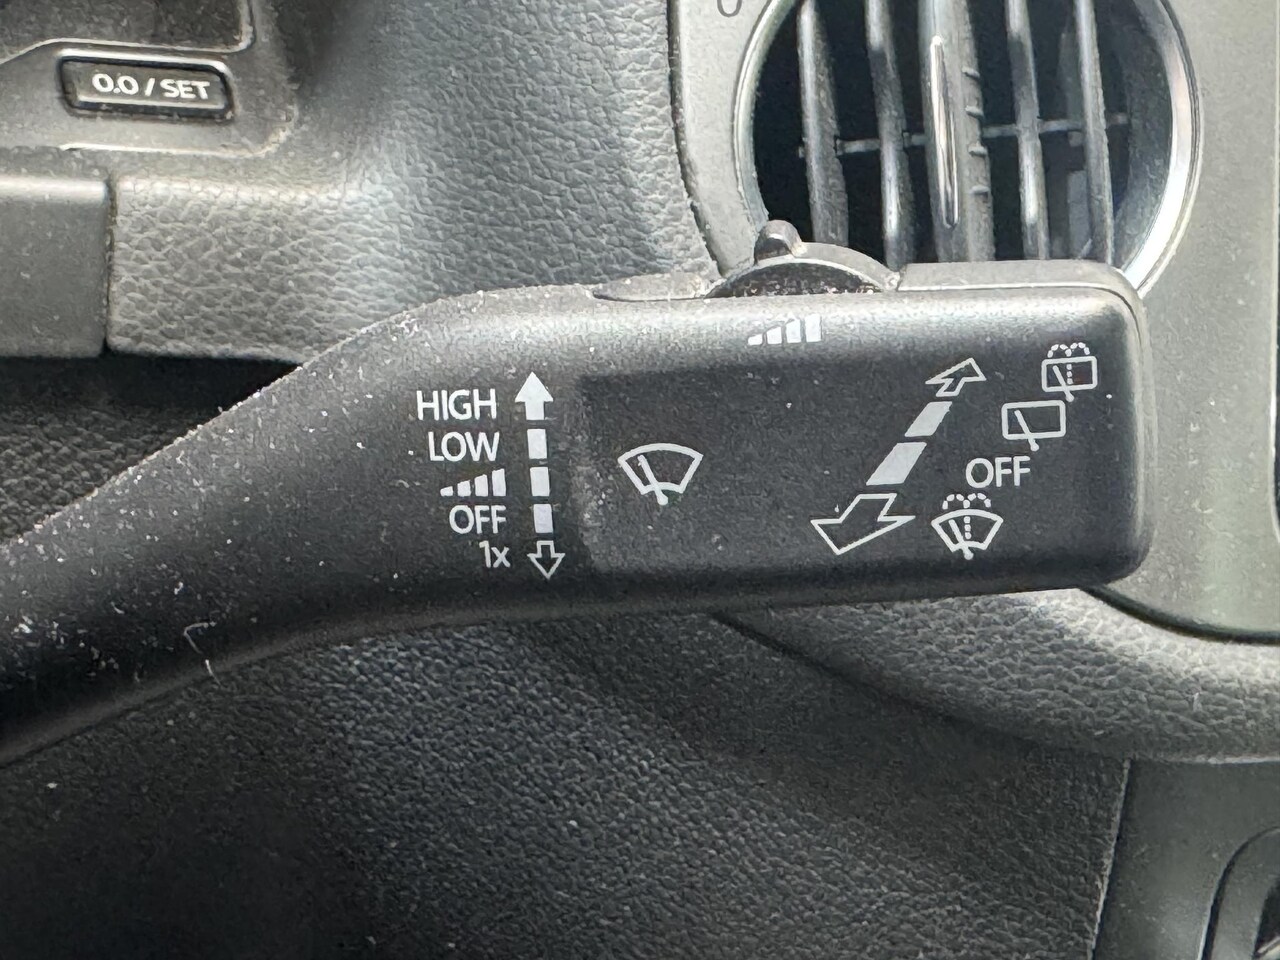 0.0 / SET
HIGH
LOW
OFF
1x
OFF